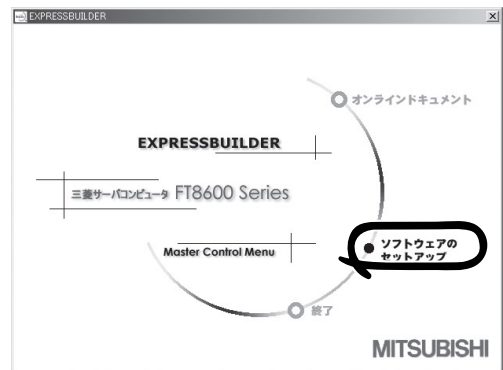 EXPRESSBUILDER
オンラインドキュメント
EXPRESSBUILDER
三菱サーバコンピュータ FT8600 Series
ソフトウェアの
セットアップ
Master Control Menu
終了
MITSUBISHI